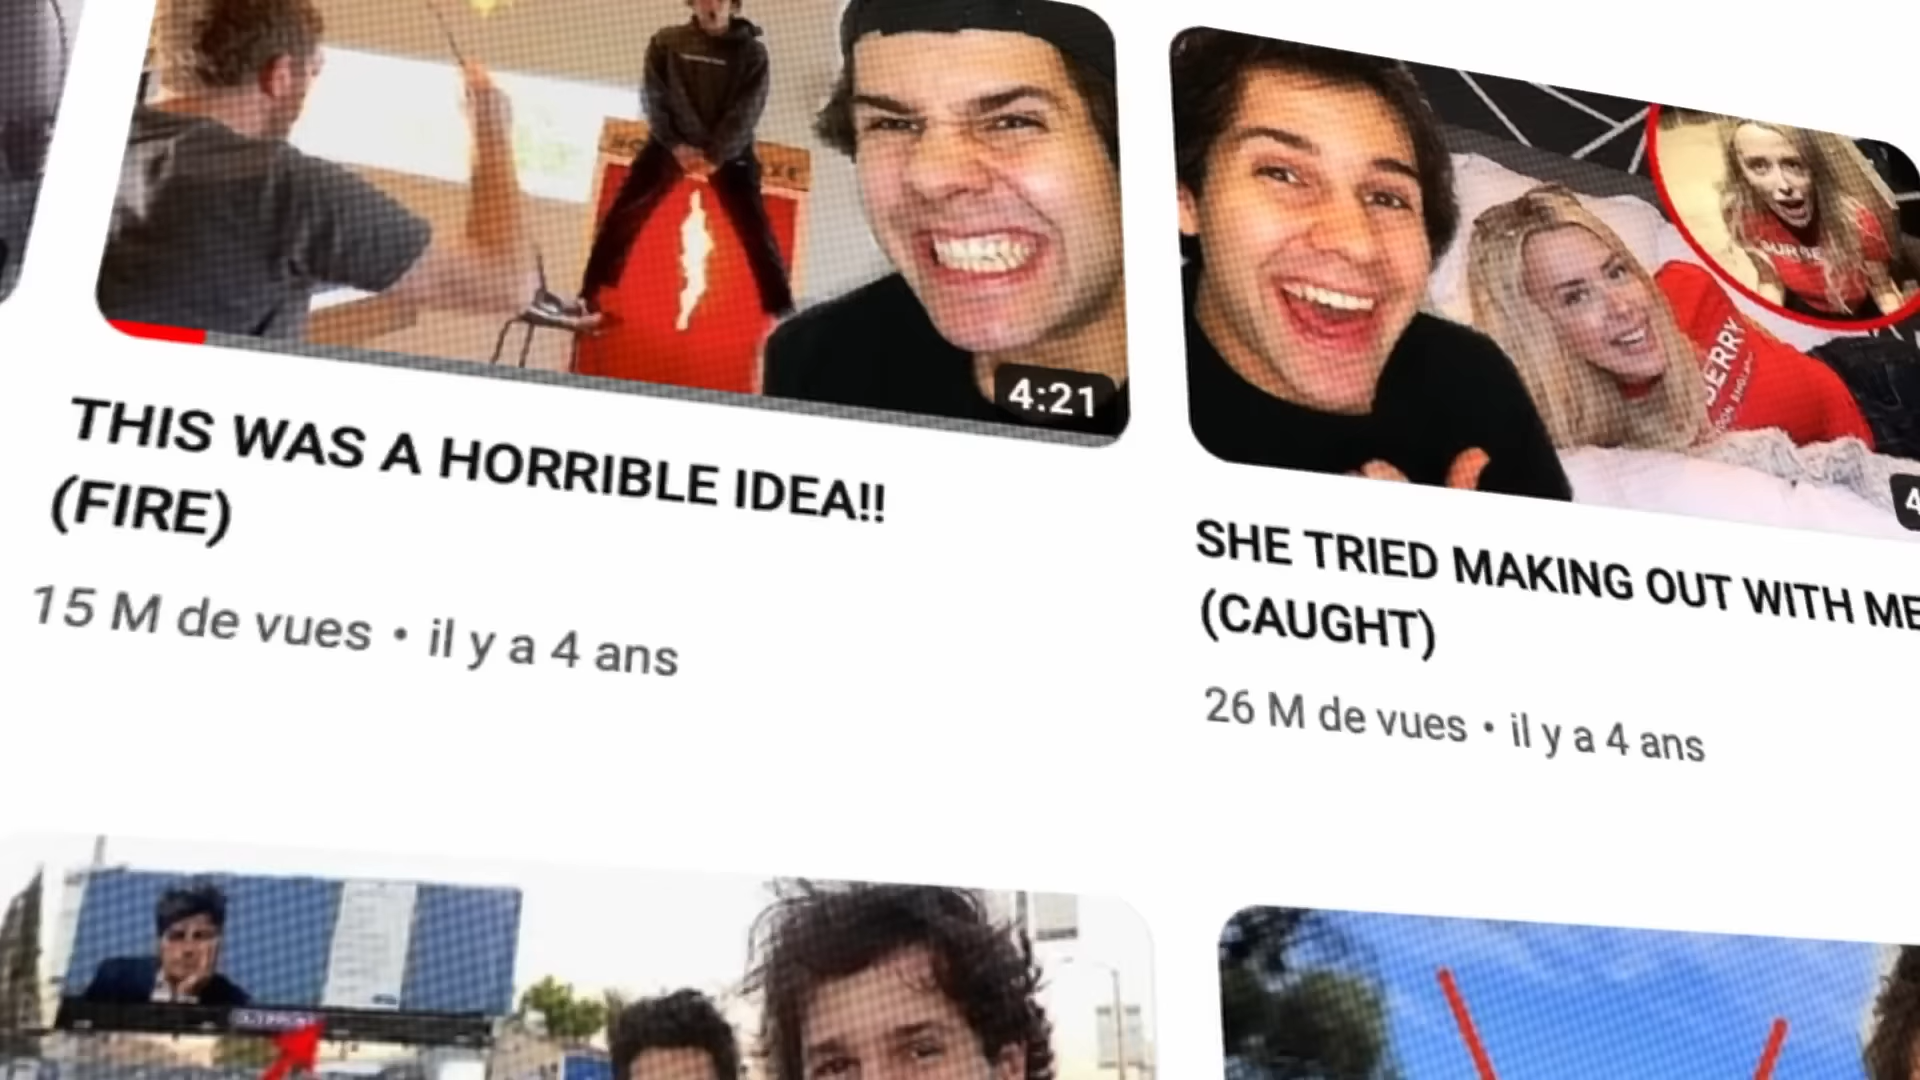 4:21
THIS WAS A HORRIBLE IDEA!!
(FIRE)
15 M de vues • il y a 4 ans
SHE TRIED MAKING OUT WITH ME
(CAUGHT)
26 M de vues • il y a 4 ans